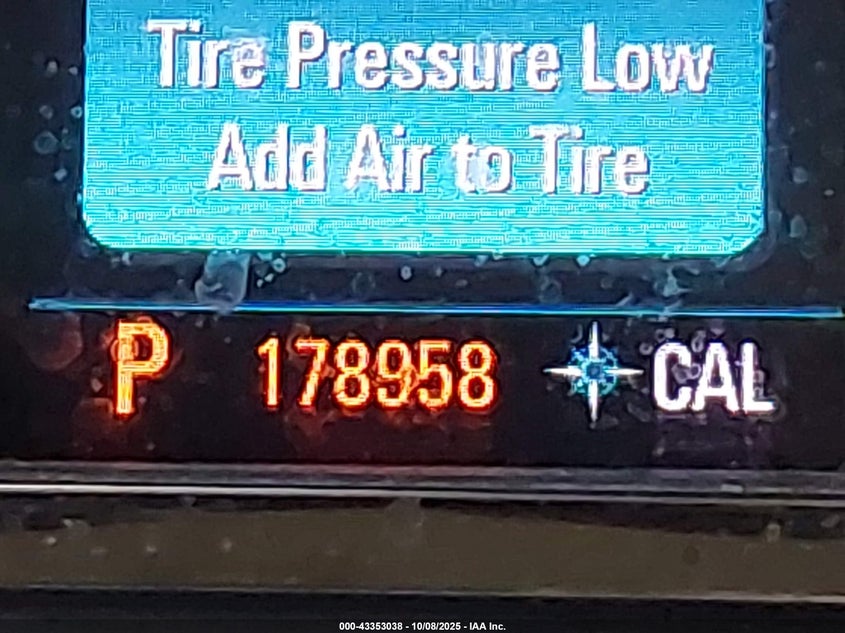 Tire Pressure Low
Add Air to Tire
P 178958 CAL
000-43353038 - 10/08/2025 - IAA Inc.